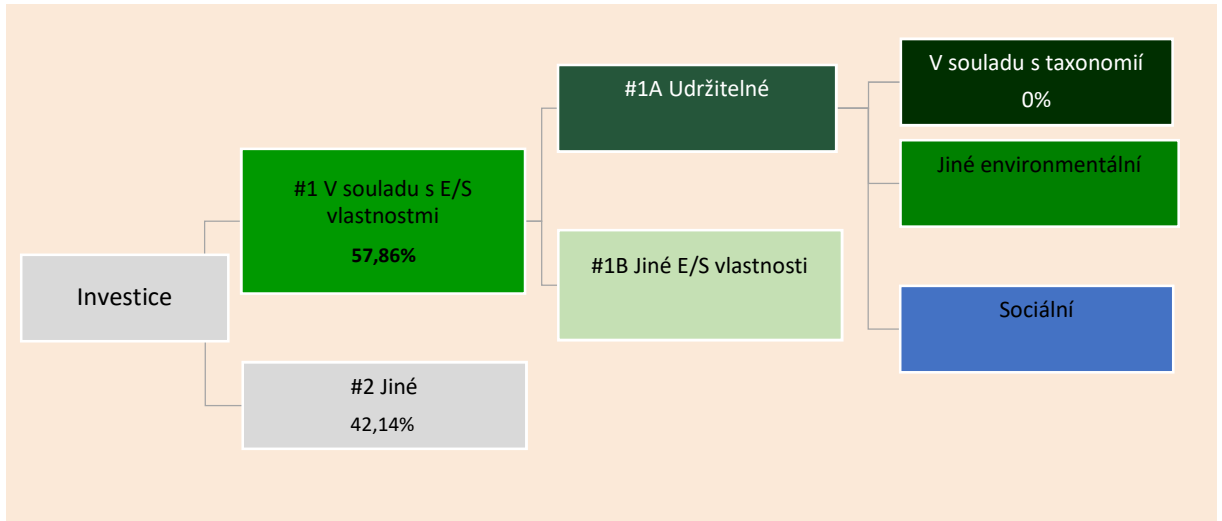 Investice
#1 V souladu s E/S
vlastnostmi
57,86%
#2 Jiné
42,14%
#1A Udržitelné
#1B Jiné E/S vlastnosti
V souladu s taxonomií
0%
Jiné environmentální
Sociální